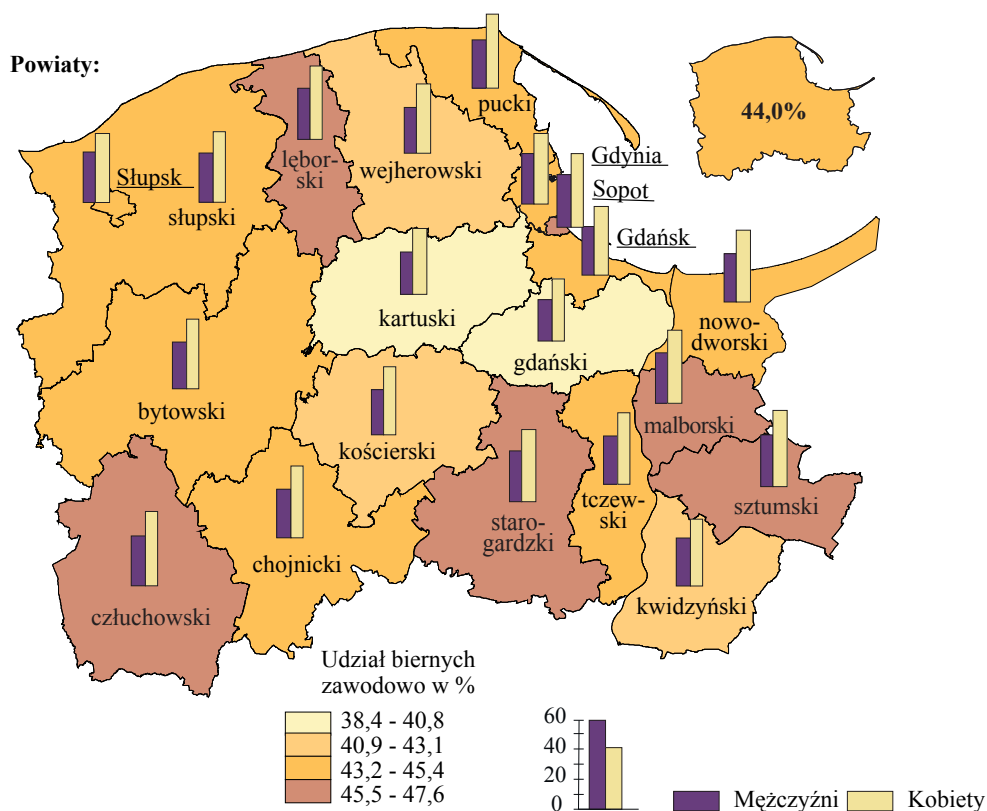 Powiaty:
pucki
44,0%
lębor-
ski
wejherowski
Gdynia
Sopot
Słupsk
słupski
Gdańsk
kartuski
nowo-
dworski
gdański
bytowski
malborski
kościerski
sztumski
tczew-
ski
staro-
gardzki
chojnicki
człuchowski
kwidzyński
Udział biernych
zawodowo w %
38,4 - 40,8
40,9 - 43,1
43,2 - 45,4
45,5 - 47,6
60
40
20
0
Mężczyźni
Kobiety